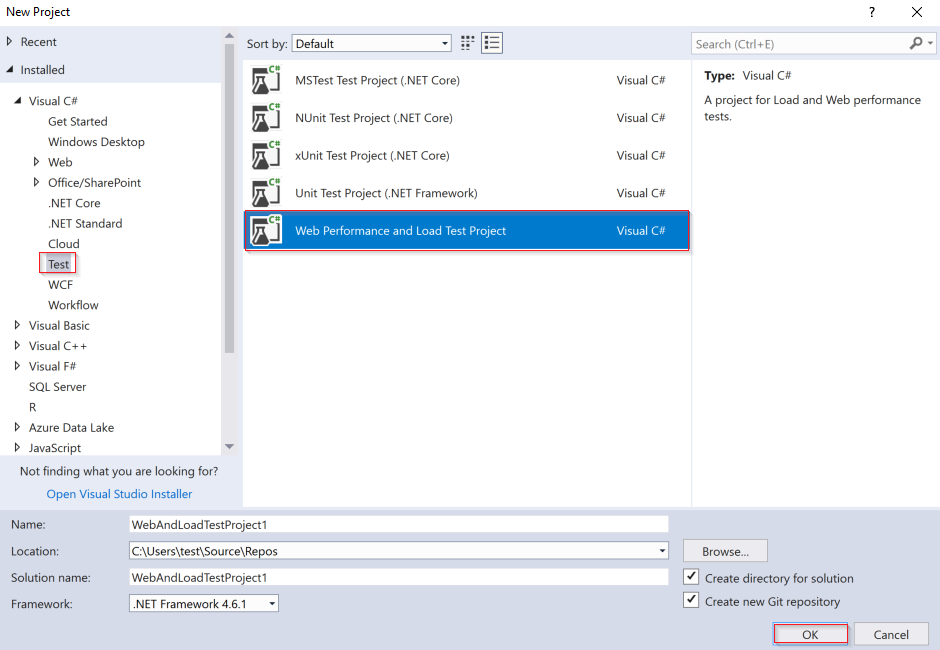 New Project
?
Recent
Installed
Visual C#
Get Started
Windows Desktop
Web
Office/SharePoint
.NET Core
.NET Standard
Cloud
Test
WCF
Workflow
Visual Basic
Visual C++
Visual F#
SQL Server
R
Azure Data Lake
JavaScript
Not finding what you are looking for?
Open Visual Studio Installer
Sort by: Default
C# MSTest Test Project (.NET Core) Visual C#
C# NUnit Test Project (.NET Core) Visual C#
C# xUnit Test Project (.NET Core) Visual C#
C# Unit Test Project (.NET Framework) Visual C#
C# Web Performance and Load Test Project Visual C#
Search (Ctrl+E)
Type: Visual C#
A project for Load and Web performance
tests.
Name: WebAndLoadTestProject1
Location: C:\Users\test\Source\Repos
Browse...
Solution name: WebAndLoadTestProject1
Create directory for solution
Framework: .NET Framework 4.6.1
Create new Git repository
OK Cancel